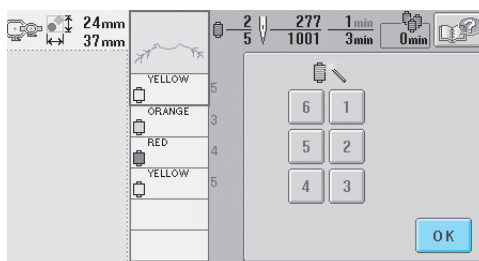 24mm
37mm
2
5
277
1001
1min
3min
0min
YELLOW
5
ORANGE
3
RED
4
YELLOW
5
6 1
5 2
4 3
OK